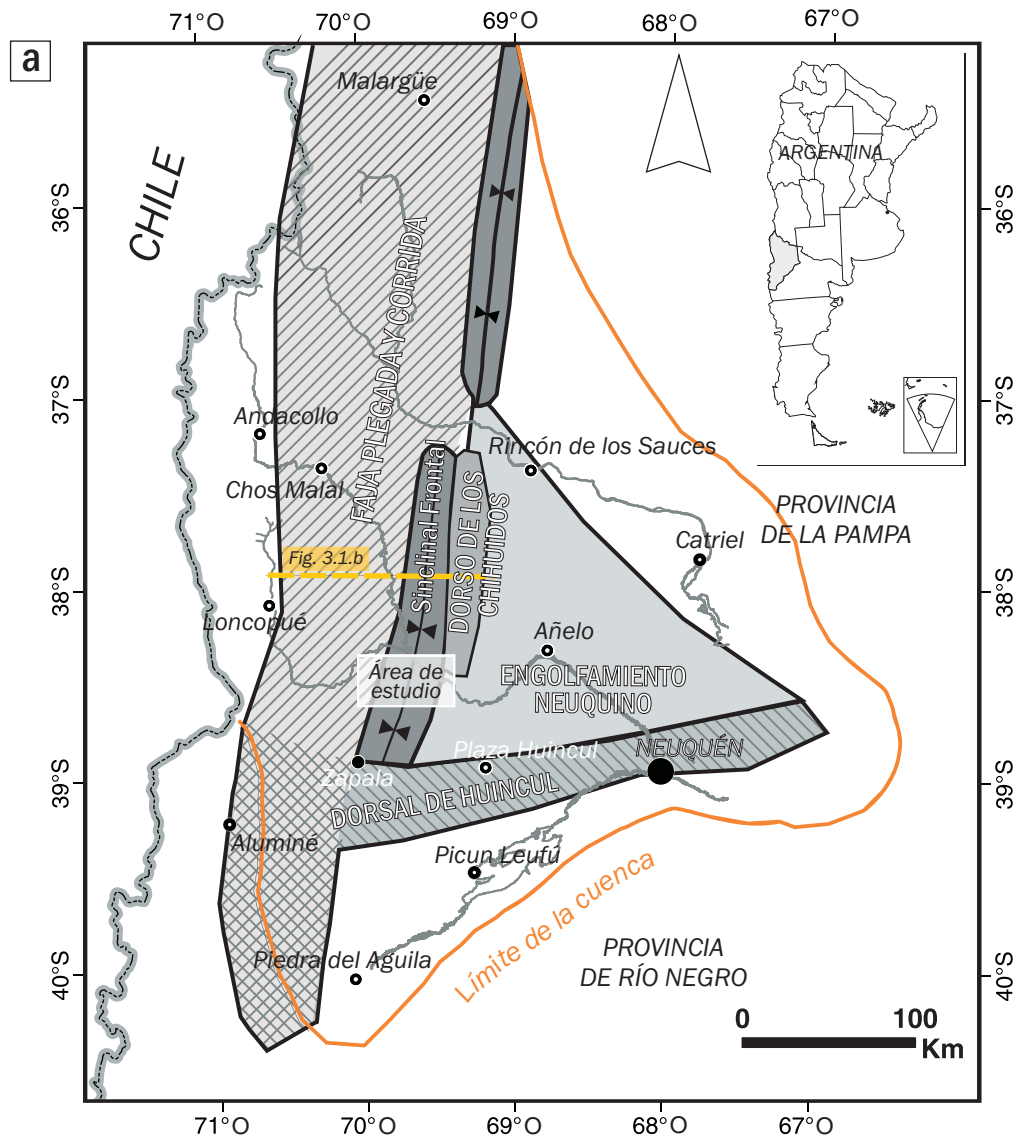 a
71°O
70°O
69°O
68°O
67°O
36°S
37°S
38°S
39°S
40°S
36°S
37°S
38°S
39°S
40°S
CHILE
Malargüe
ARGENTINA
FAJA PLEGADA Y CORRIDA
Andacollo
Chos Malal
Rincón de los Sauces
PROVINCIA
DE LA PAMPA
Catriel
Sinclinal Frontal
DORSO DE LOS
CHIHUIDOS
Fig. 3.1.b
Loncopué
Añelo
Área de
estudio
ENGOLFAMIENTO
NEUQUINO
Plaza Huincul
NEUQUÉN
Zapala
DORSAL DE HUINCUL
Aluminé
Picun Leufú
Límite de la cuenca
Piedra del Aguila
PROVINCIA
DE RÍO NEGRO
0
100
Km
71°O
70°O
69°O
68°O
67°O